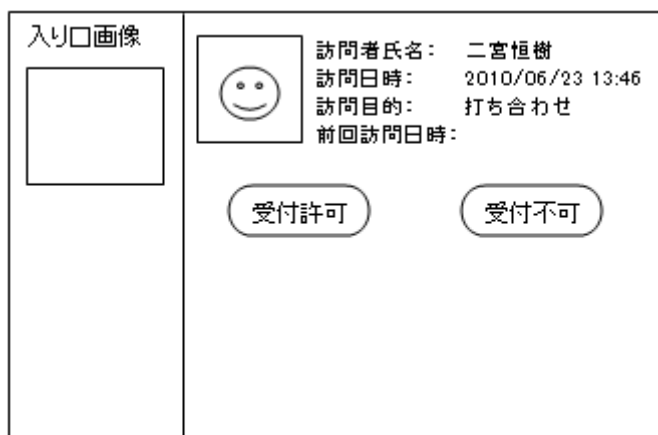 入り口画像
訪問者氏名： 二宮恒樹
訪問日時： 2010/06/23 13:46
訪問目的： 打ち合わせ
前回訪問日時：
受付許可
受付不可